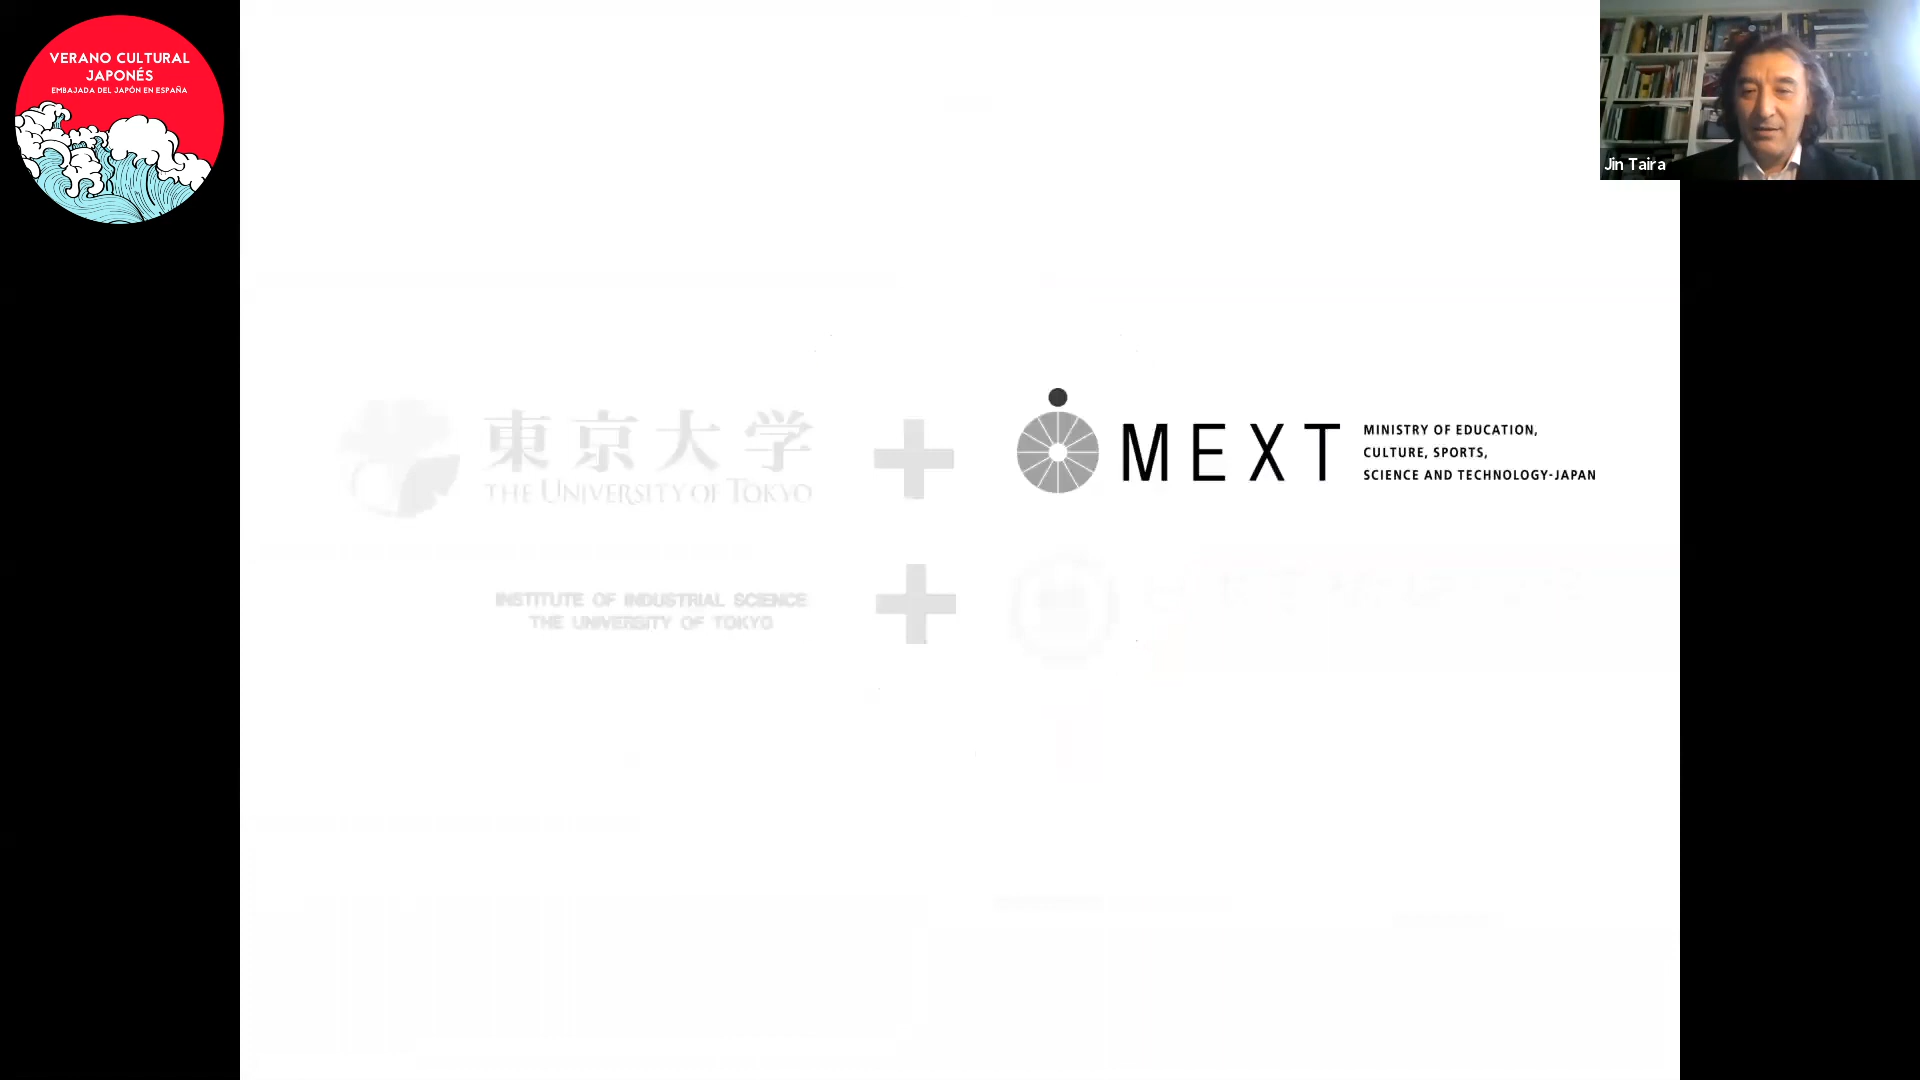 VERANO CULTURAL
JAPONÉS
EMBAJADA DEL JAPÓN EN ESPAÑA
Jin Taira
東京大学
THE UNIVERSITY OF TOKYO
MEXT
MINISTRY OF EDUCATION,
CULTURE, SPORTS,
SCIENCE AND TECHNOLOGY-JAPAN
INSTITUTE OF INDUSTRIAL SCIENCE
THE UNIVERSITY OF TOKYO